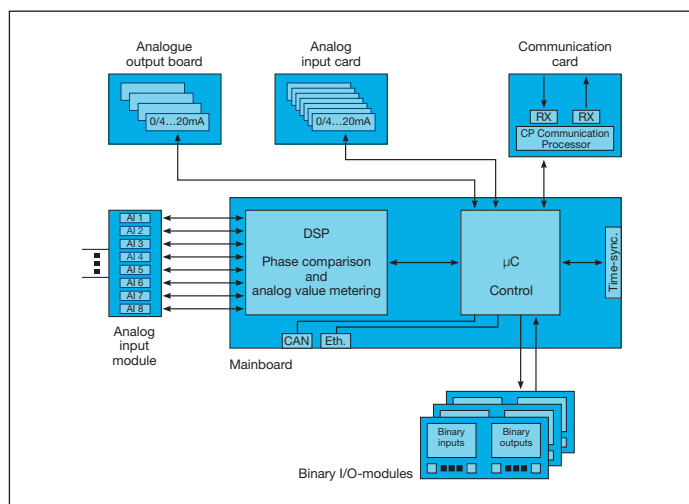 Analogue
output board
Analog
input card
Communication
card
0/4...20mA
0/4...20mA
RX
RX
CP Communication
Processor
AI 1
AI 2
AI 3
AI 4
AI 5
AI 6
AI 7
AI 8
DSP
Phase comparison
and
analog value metering
µC
Control
Time-sync.
Analog
input
module
CAN
Eth.
Mainboard
Binary
inputs
Binary
outputs
Binary I/O-modules